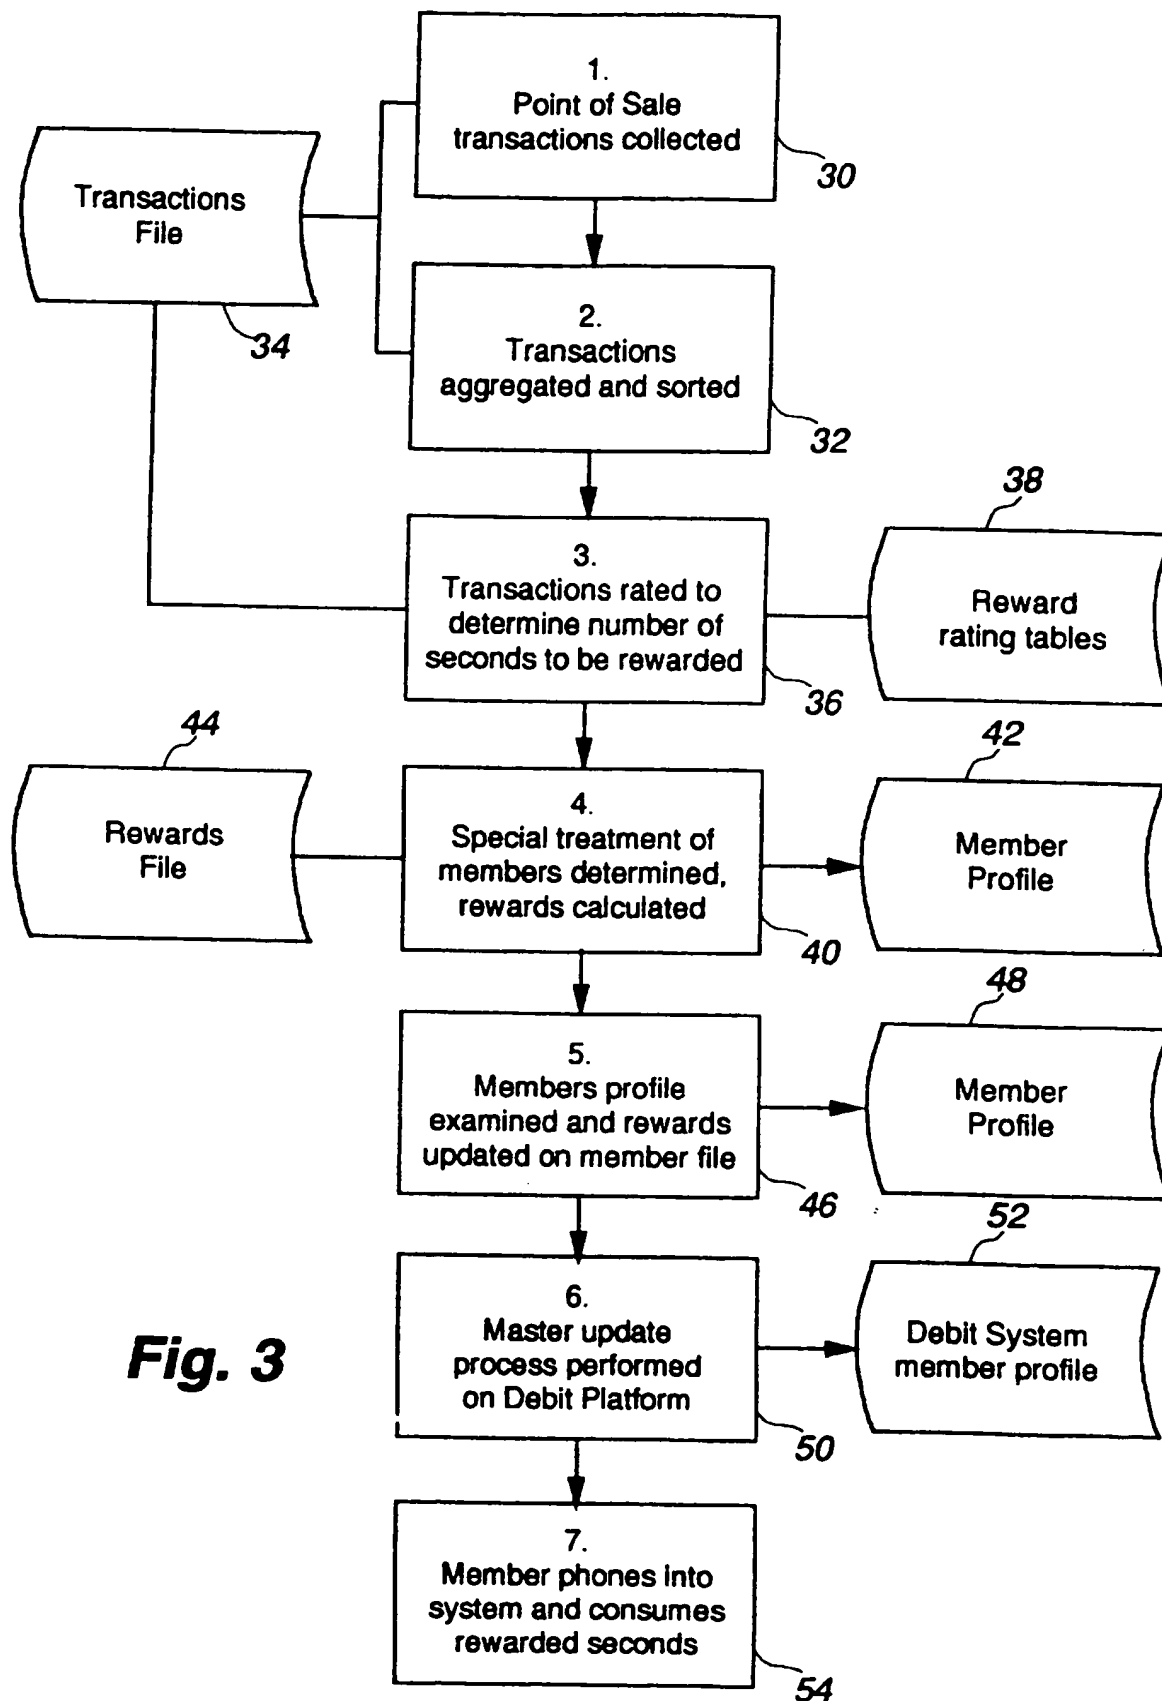 1.
Point of Sale
transactions collected
30
Transactions
File
34
2.
Transactions
aggregated and sorted
32
38
3.
Transactions rated to
determine number of
seconds to be rewarded
36
Reward
rating tables
44
42
Rewards
File
4.
Special treatment of
members determined,
rewards calculated
40
Member
Profile
48
5.
Members profile
examined and rewards
updated on member file
46
Member
Profile
52
6.
Master update
process performed
on Debit Platform
50
Debit System
member profile
Fig. 3
7.
Member phones into
system and consumes
rewarded seconds
54